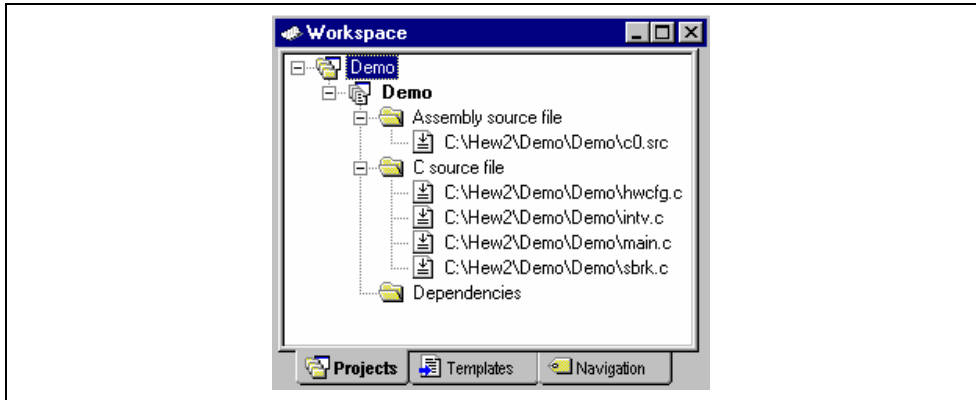 Workspace
Demo
Demo
Assembly source file
C:\Hew2\Demo\Demo\c0.src
C source file
C:\Hew2\Demo\Demo\hwcfg.c
C:\Hew2\Demo\Demo\intv.c
C:\Hew2\Demo\Demo\main.c
C:\Hew2\Demo\Demo\sbrk.c
Dependencies
Projects Templates Navigation